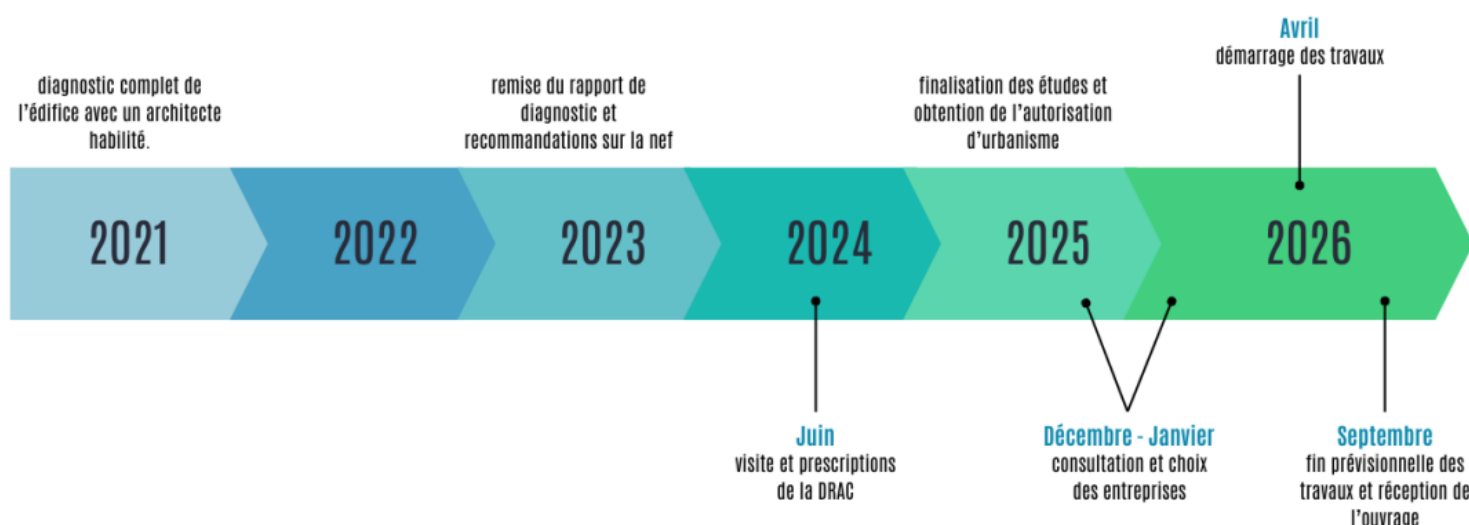 Avril
démarrage des travaux
diagnostic complet de
l'édifice avec un architecte
habilité.
remise du rapport de
diagnostic et
recommandations sur la nef
finalisation des études et
obtention de l'autorisation
d'urbanisme
2021
2022
2023
2024
2025
2026
Juin
visite et prescriptions
de la DRAC
Décembre - Janvier
consultation et choix
des entreprises
Septembre
fin prévisionnelle des
travaux et réception de
l'ouvrage